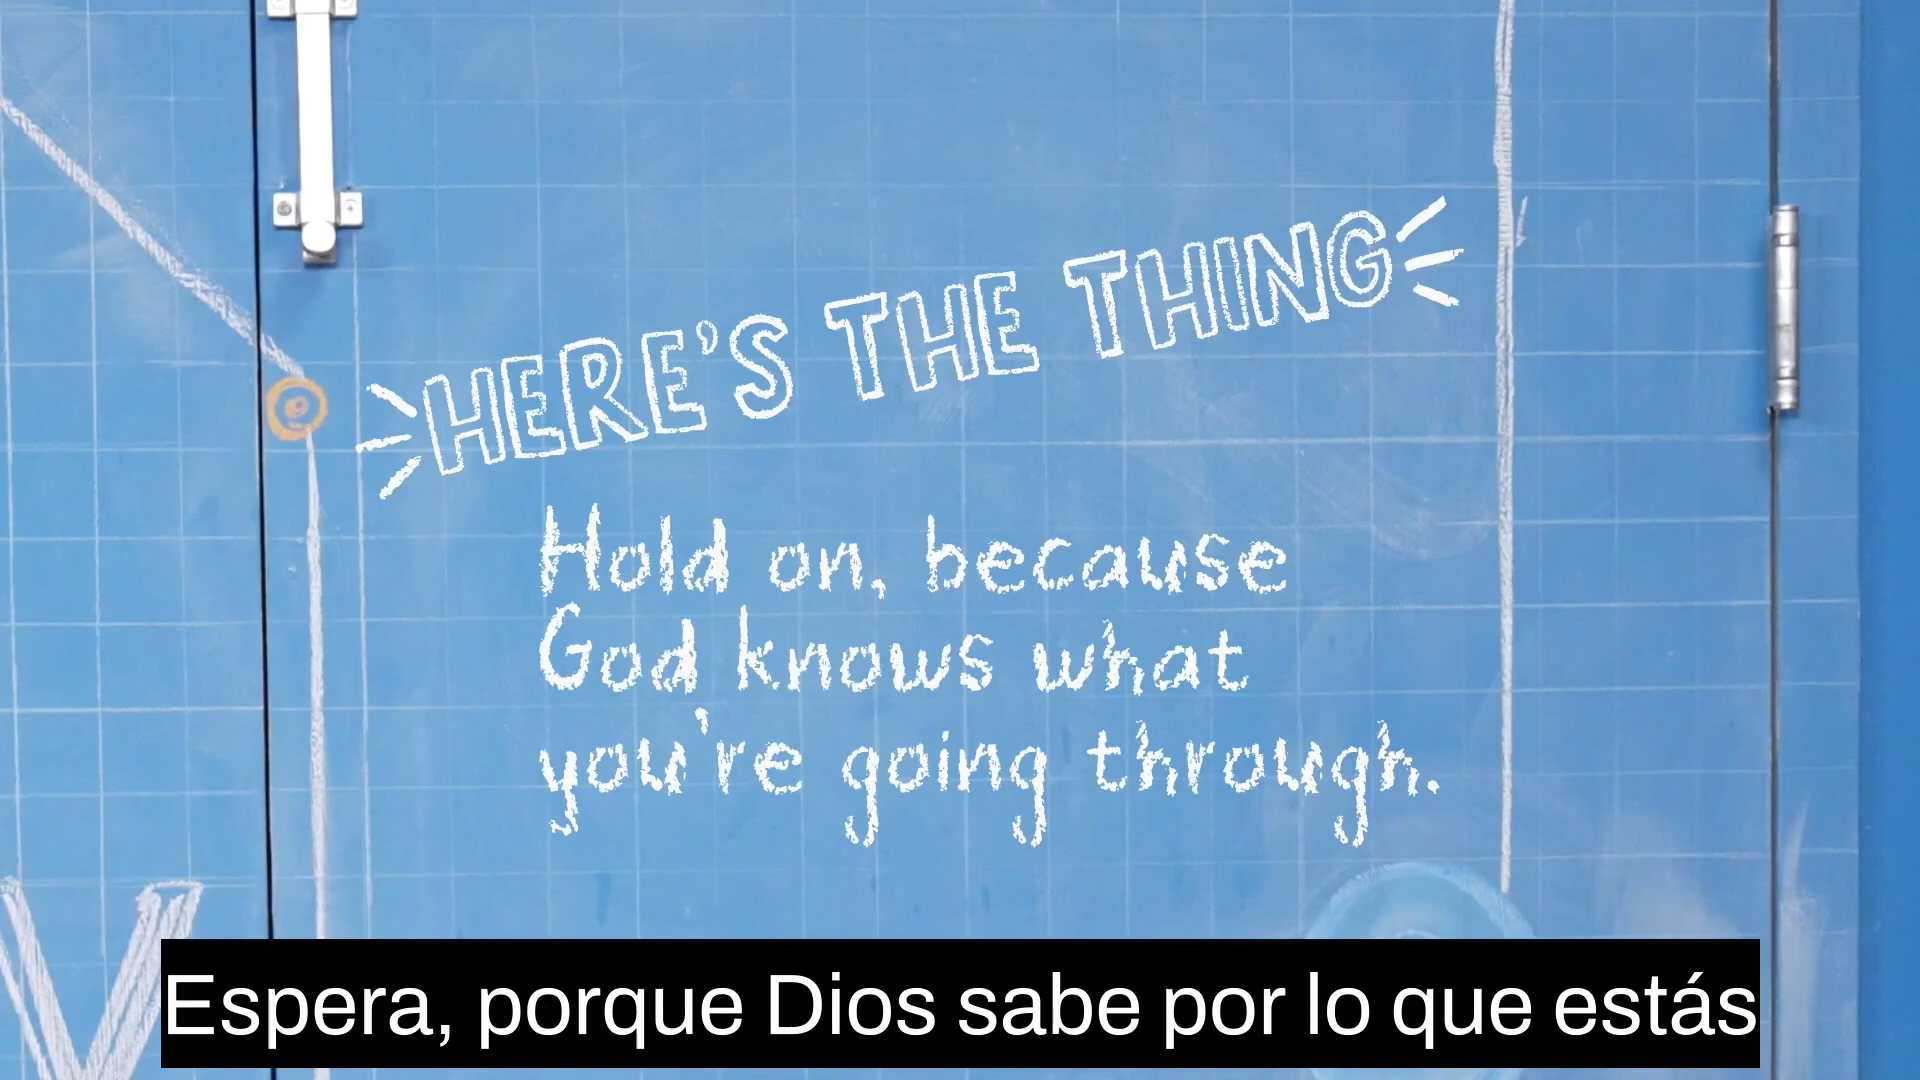 HERE'S THE THING
Hold on, because
God knows what
you're going through.
Espera, porque Dios sabe por lo que estás